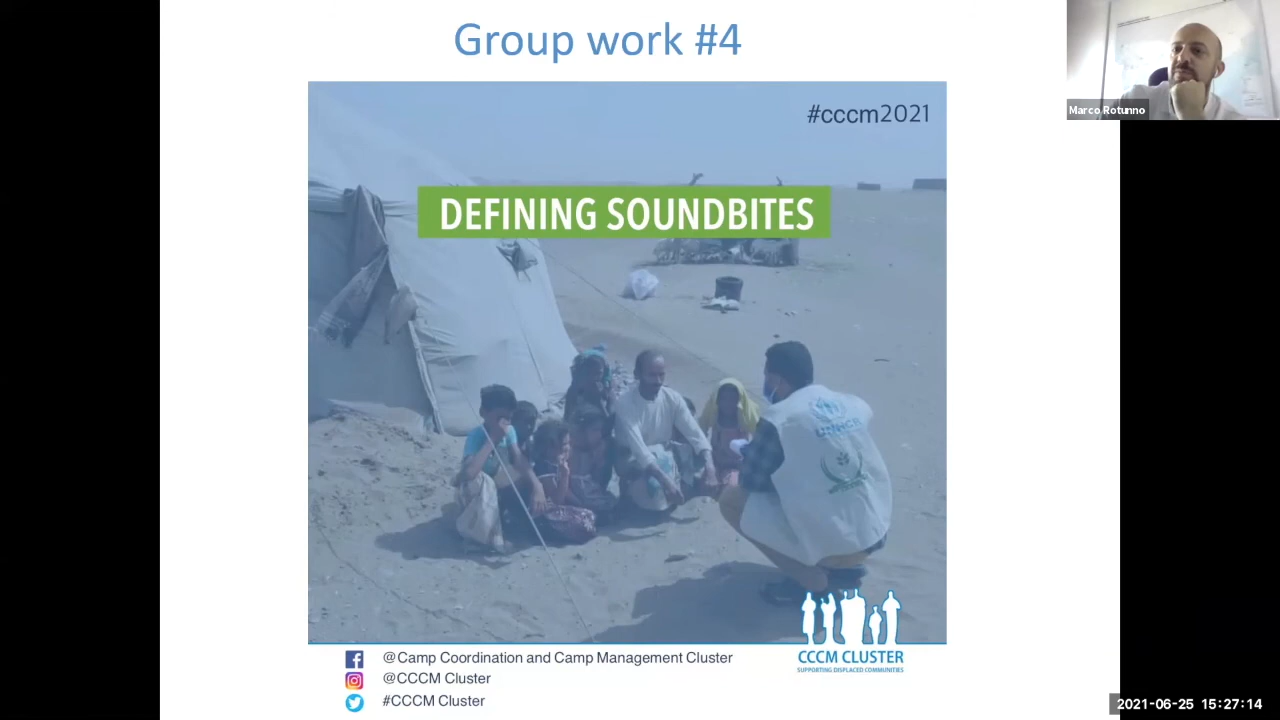 Group work #4
Marco Rotunno
#cccm2021
DEFINING SOUNDBITES
UNHCR
CCCM CLUSTER
SUPPORTING DISPLACED COMMUNITIES
@Camp Coordination and Camp Management Cluster
@CCCM Cluster
#CCCM Cluster
2021-06-25 15:27:14